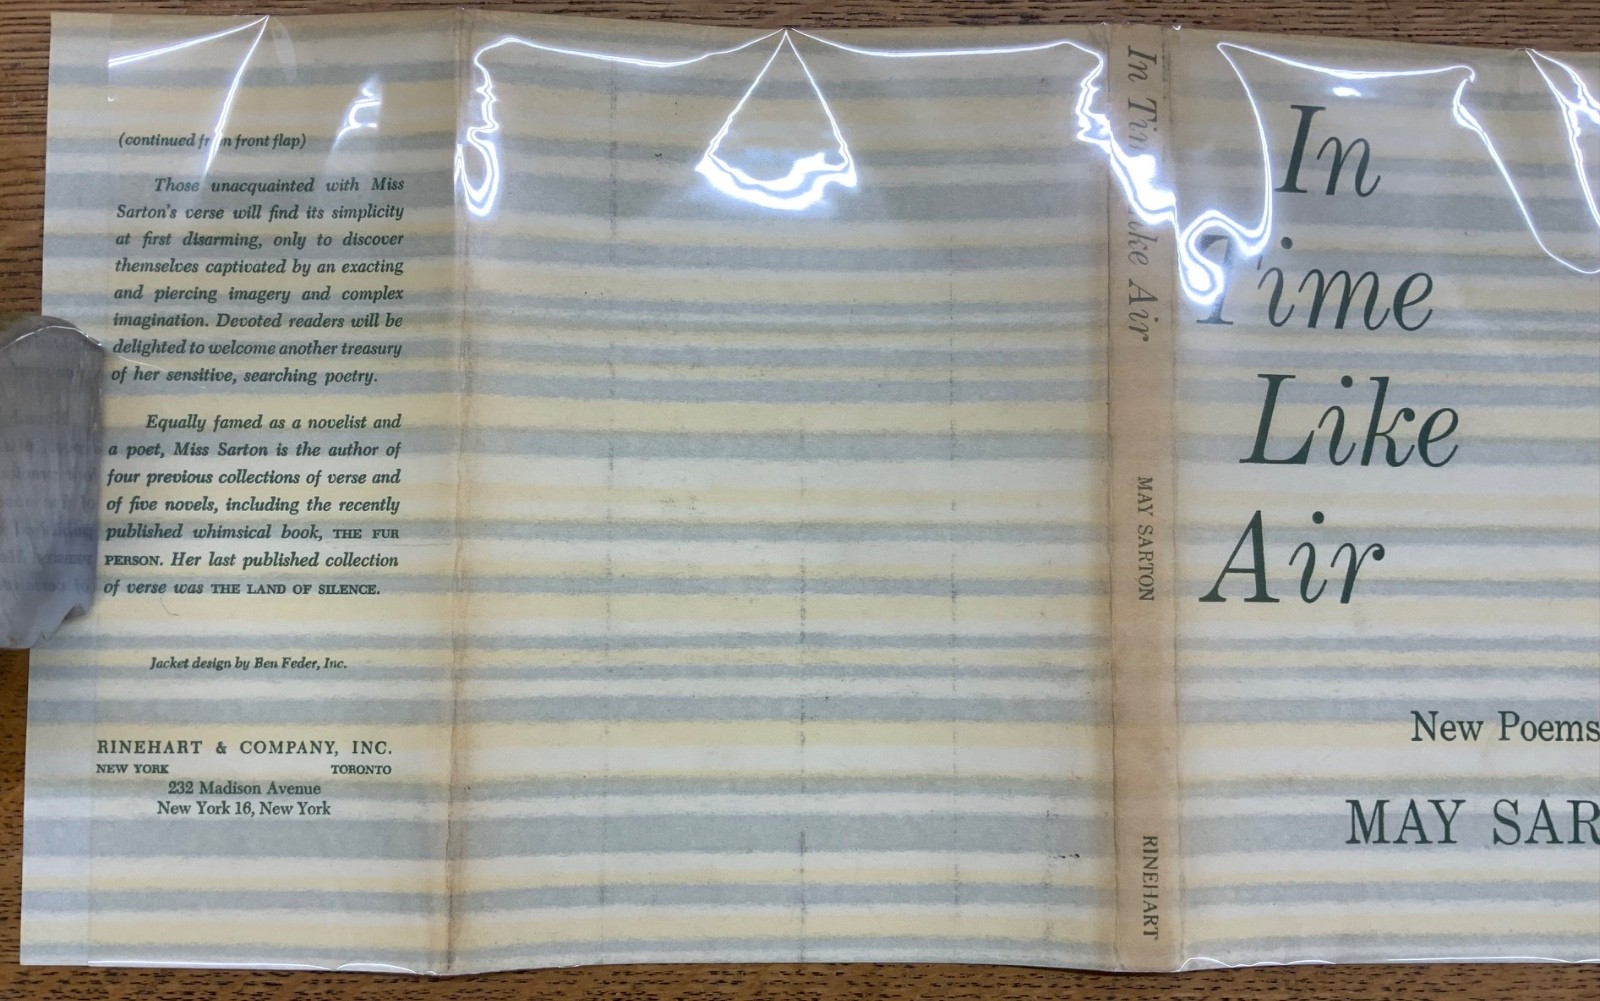 (continued from front flap)
Those unacquainted with Miss
Sarton's verse will find its simplicity
at first disarming, only to discover
themselves captivated by an exacting
and piercing imagery and complex
imagination. Devoted readers will be
delighted to welcome another treasury
of her sensitive, searching poetry.
Equally famed as a novelist and
a poet, Miss Sarton is the author of
four previous collections of verse and
of five novels, including the recently
published whimsical book, THE FUR
PERSON. Her last published collection
of verse was THE LAND OF SILENCE.
Jacket design by Ben Feder, Inc.
RINEHART & COMPANY, INC.
NEW YORK TORONTO
232 Madison Avenue
New York 16, New York
In Time Like Air
MAY SARTON
RINEHART
In
Time
Like
Air
New Poems
MAY SAR